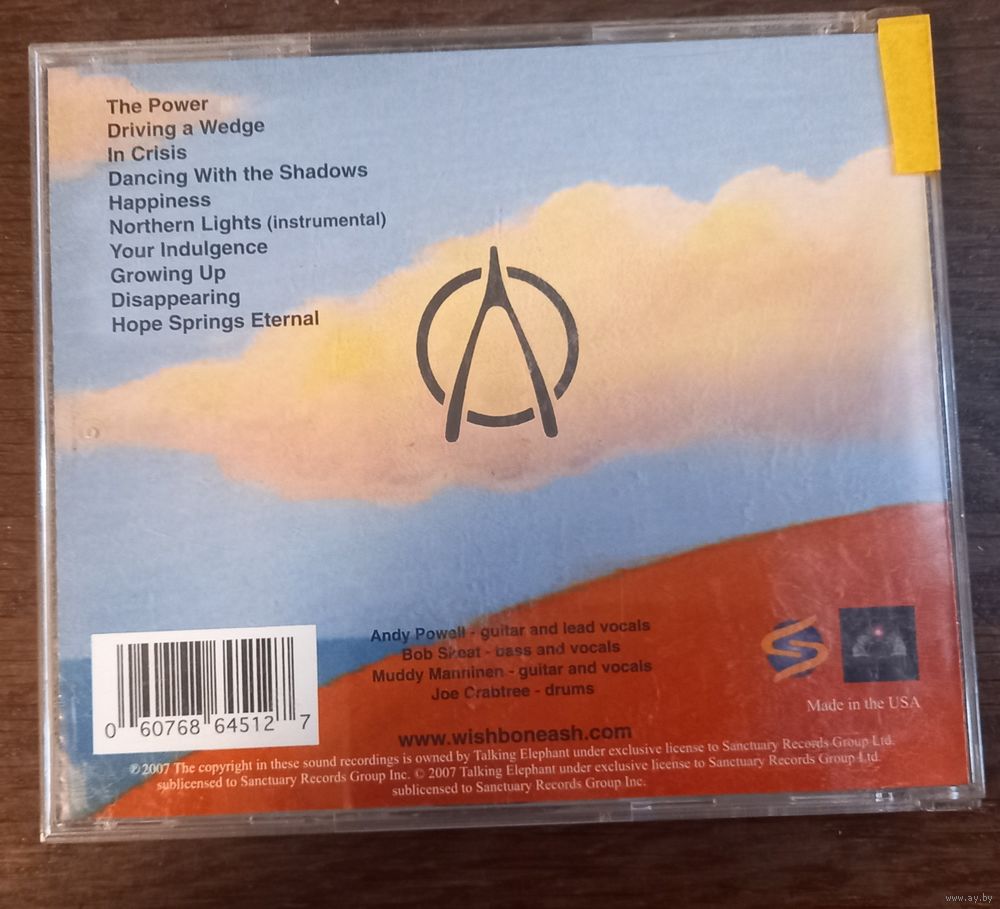 The Power
Driving a Wedge
In Crisis
Dancing With the Shadows
Happiness
Northern Lights (instrumental)
Your Indulgence
Growing Up
Disappearing
Hope Springs Eternal
Andy Powell - guitar and lead vocals
Bob Skeat - bass and vocals
Muddy Manninen - guitar and vocals
Joe Crabtree - drums
0 60768 64512 7
Made in the USA
www.wishboneash.com
℗2007 The copyright in these sound recordings is owned by Talking Elephant under exclusive license to Sanctuary Records Group Ltd.
sublicensed to Sanctuary Records Group Inc. © 2007 Talking Elephant under exclusive license to Sanctuary Records Group Ltd.
sublicensed to Sanctuary Records Group Inc.
www.ay.by